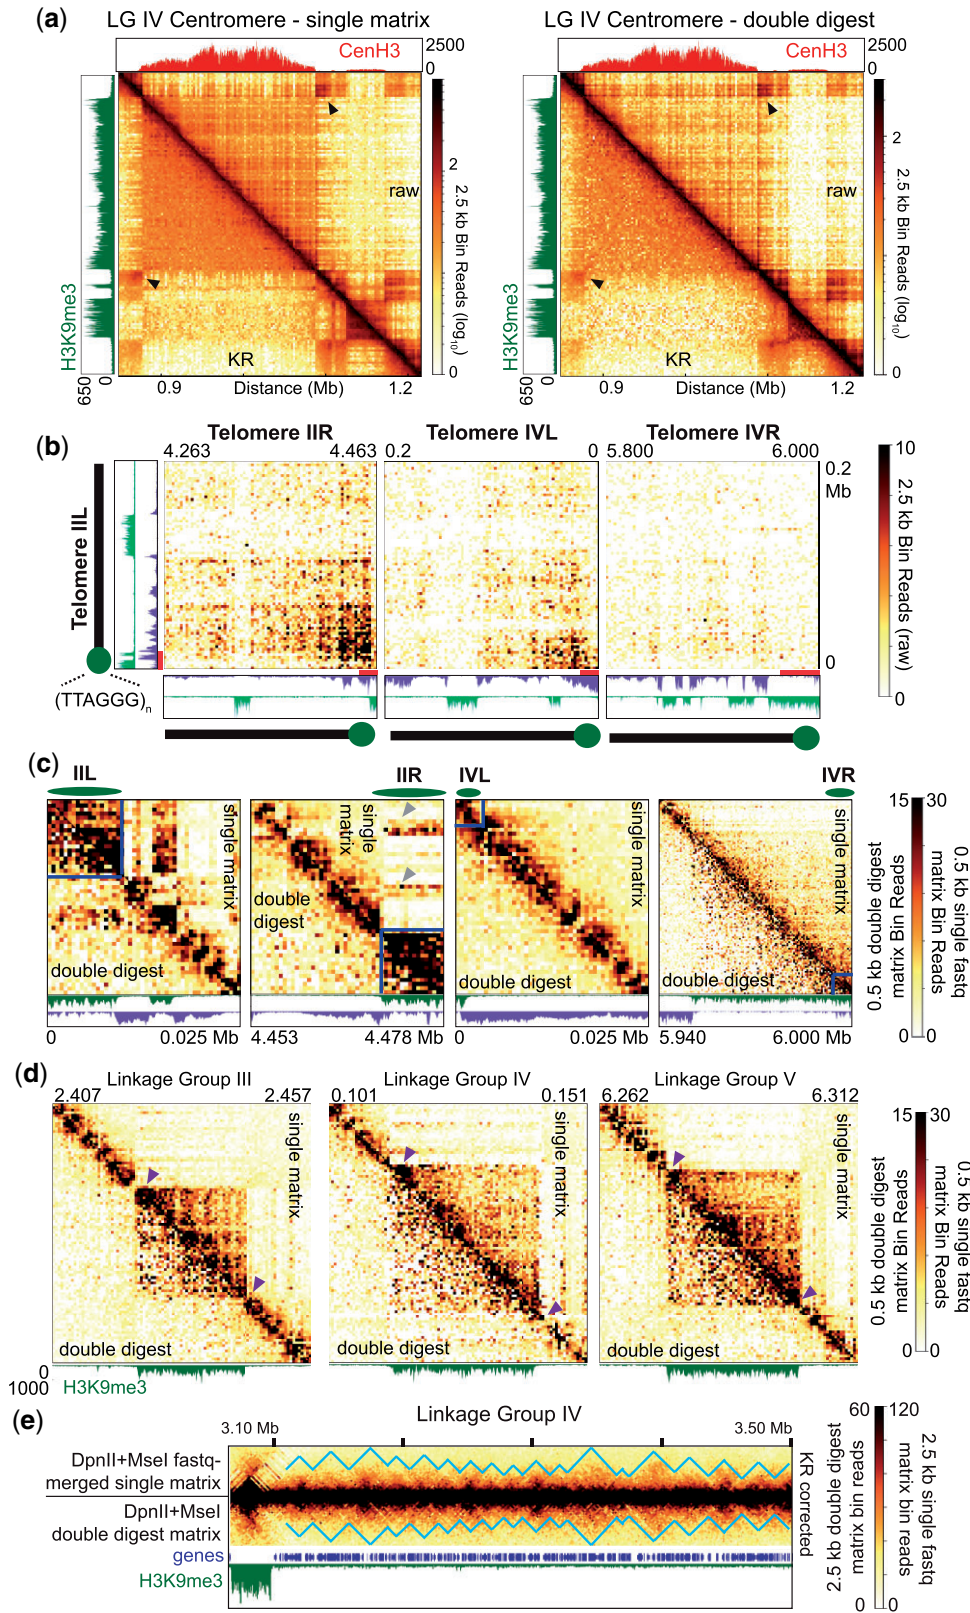 (a)
LG IV Centromere - single matrix
LG IV Centromere - double digest
CenH3
2500
0
CenH3
2500
0
raw
KR
2
0
2.5 kb Bin Reads (log10)
H3K9me3
650
0
0.9
Distance (Mb)
1.2
raw
KR
2
0
2.5 kb Bin Reads (log10)
H3K9me3
650
0
0.9
Distance (Mb)
1.2
(b)
Telomere IIR
Telomere IVL
Telomere IVR
4.263
4.463
0.2
0
5.800
6.000
0.2
Mb
0
Telomere IIL
(TTAGGG)n
10
0
2.5 kb Bin Reads (raw)
(c)
IIL
IIR
IVL
IVR
single matrix
double digest
single matrix
double digest
single matrix
double digest
single matrix
double digest
0
0.025 Mb
4.453
4.478 Mb
0
0.025 Mb
5.940
6.000 Mb
0.5 kb double digest
matrix Bin Reads
15
30
0
0
0.5 kb single fastq
matrix Bin Reads
(d)
Linkage Group III
Linkage Group IV
Linkage Group V
2.407
2.457
0.101
0.151
6.262
6.312
single matrix
double digest
single matrix
double digest
single matrix
double digest
0
1000
H3K9me3
0.5 kb double digest
matrix Bin Reads
15
30
0
0
0.5 kb single fastq
matrix Bin Reads
(e)
Linkage Group IV
3.10 Mb
3.50 Mb
DpnII+MseI fastq-
merged single matrix
DpnII+MseI
double digest matrix
genes
H3K9me3
KR corrected
2.5 kb double digest
matrix bin reads
60
120
0
0
2.5 kb single fastq
matrix bin reads